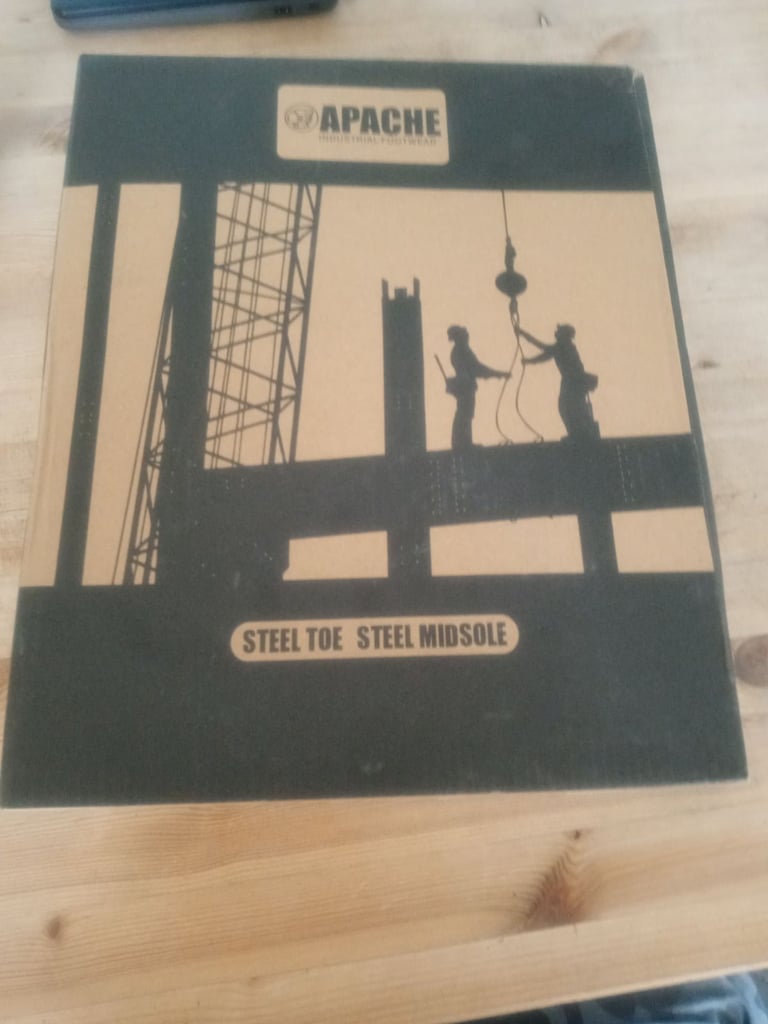 APACHE
INDUSTRIAL FOOTWEAR
STEEL TOE STEEL MIDSOLE